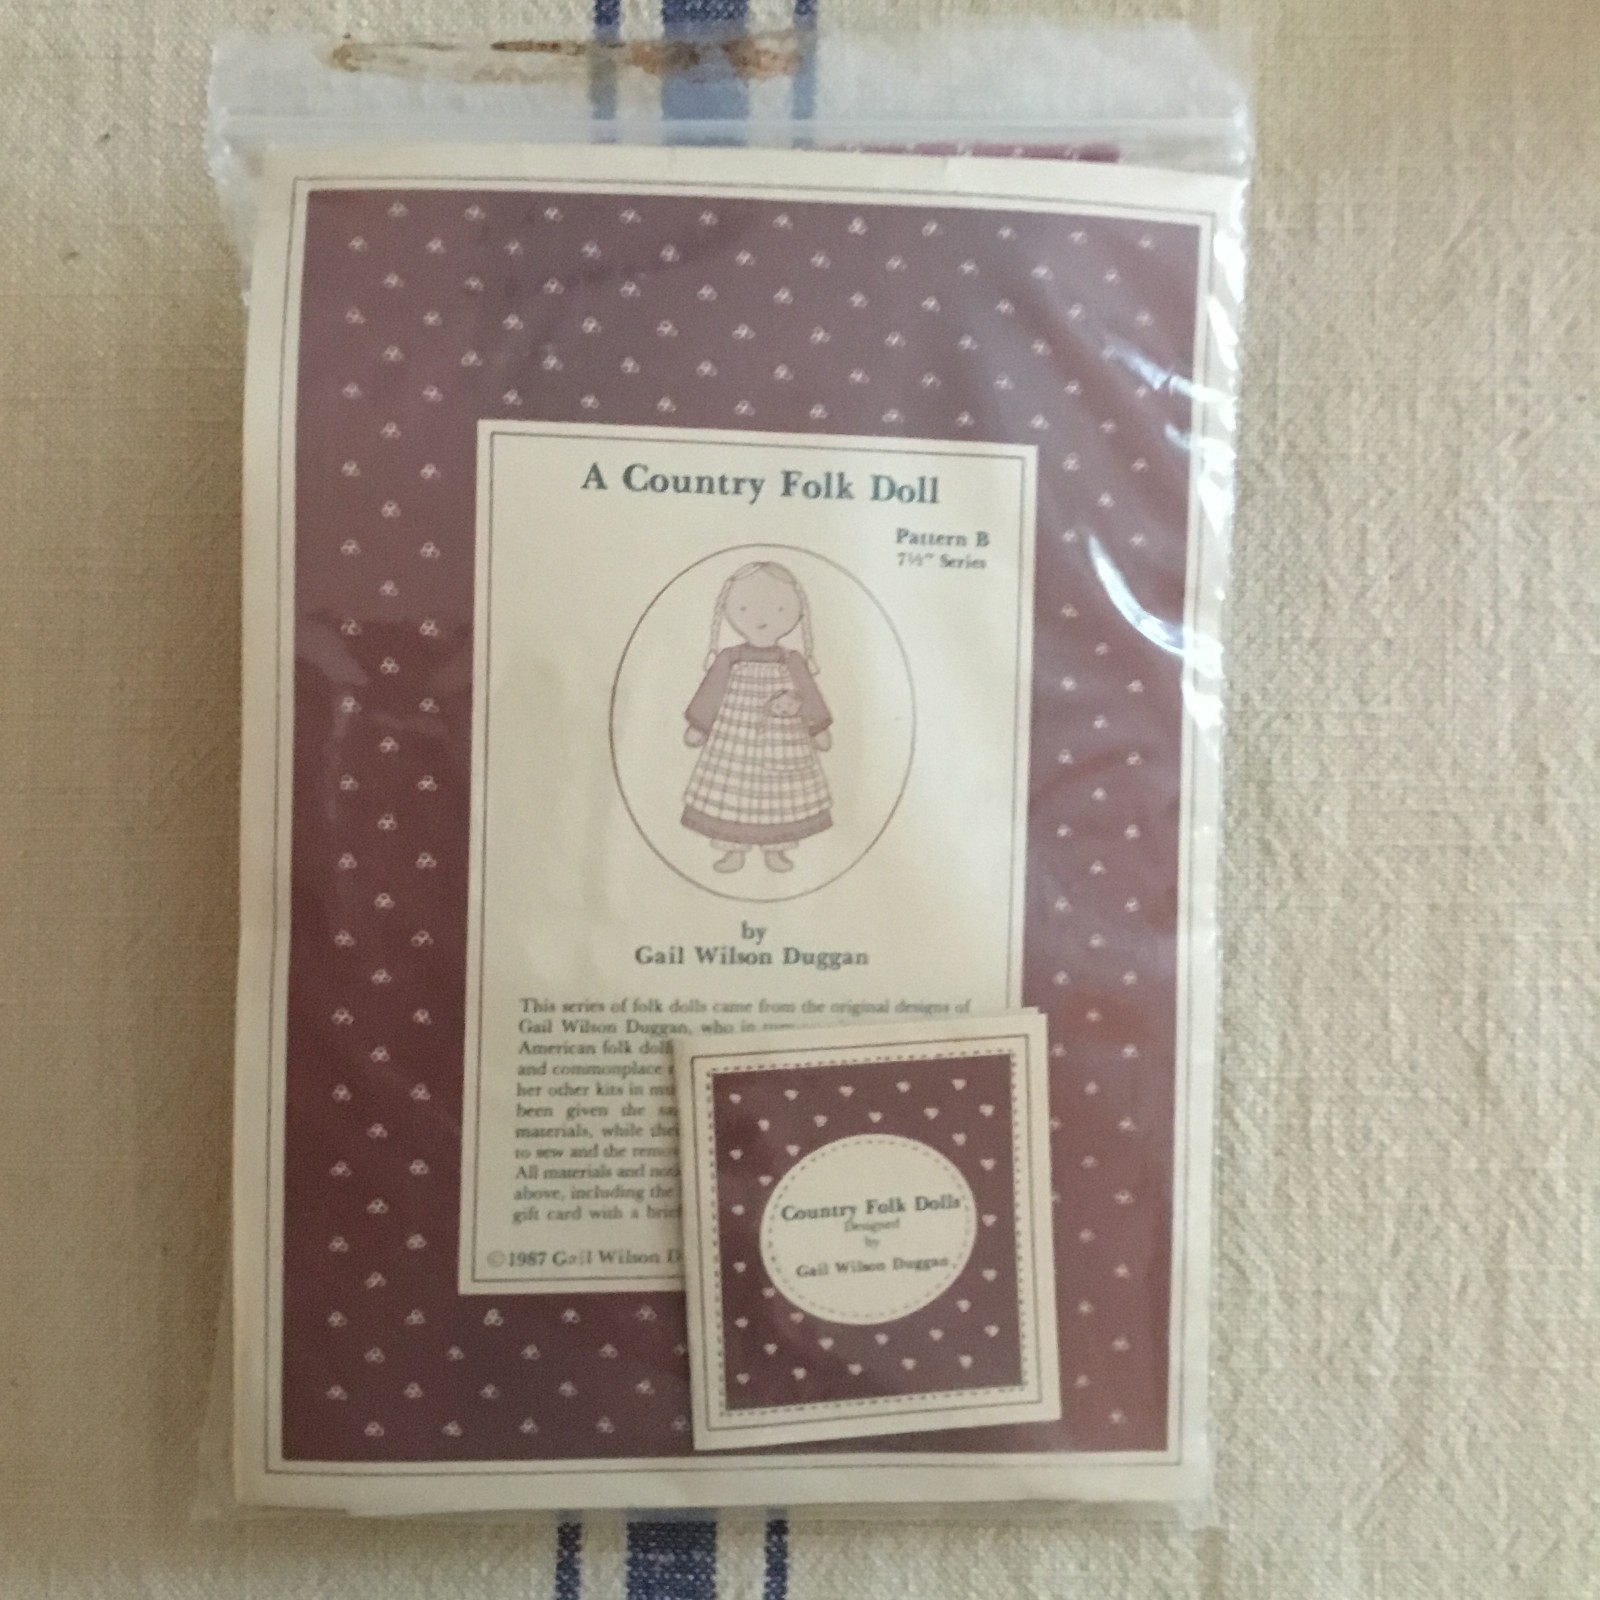 A Country Folk Doll
Pattern B
7½" Series
by
Gail Wilson Duggan
This series of folk dolls came from the original designs of
Gail Wilson Duggan, who in
American folk
and commonplace
her other kits in
been given the
materials, while
to sew and the
All materials and
above, including the
gift card with a brief
©1987 Gail Wilson
Country Folk Dolls
Designed
by
Gail Wilson Duggan